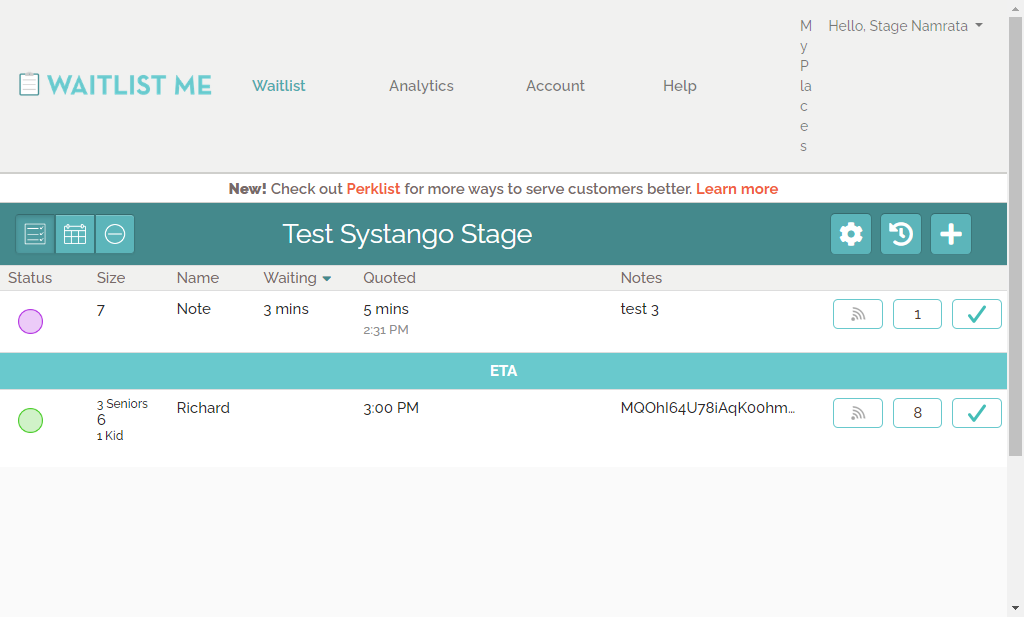 WAITLIST ME
Waitlist
Analytics
Account
Help
My Places
Hello, Stage Namrata
New! Check out Perklist for more ways to serve customers better. Learn more
Test Systango Stage
Status Size Name Waiting Quoted Notes
7 Note 3 mins 5 mins test 3 1
2:31 PM
ETA
3 Seniors
6 Richard 3:00 PM MQOhI64U78iAqK00hm... 8
1 Kid